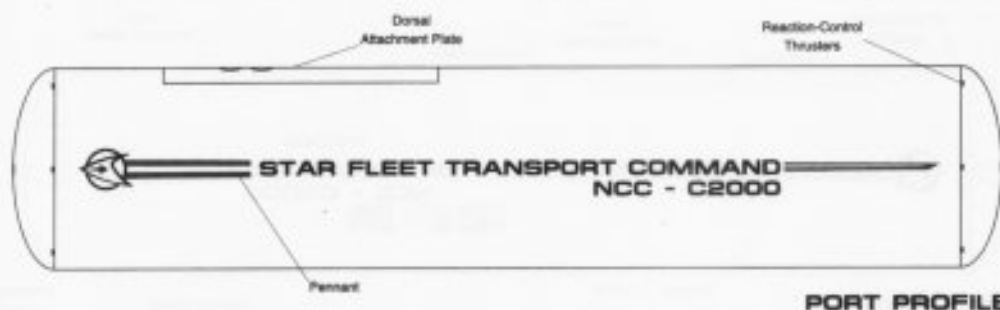 Dorsal
Attachment Plate
Reaction-Control
Thrusters
STAR FLEET TRANSPORT COMMAND
NCC - C2000
Pennant
PORT PROFILE